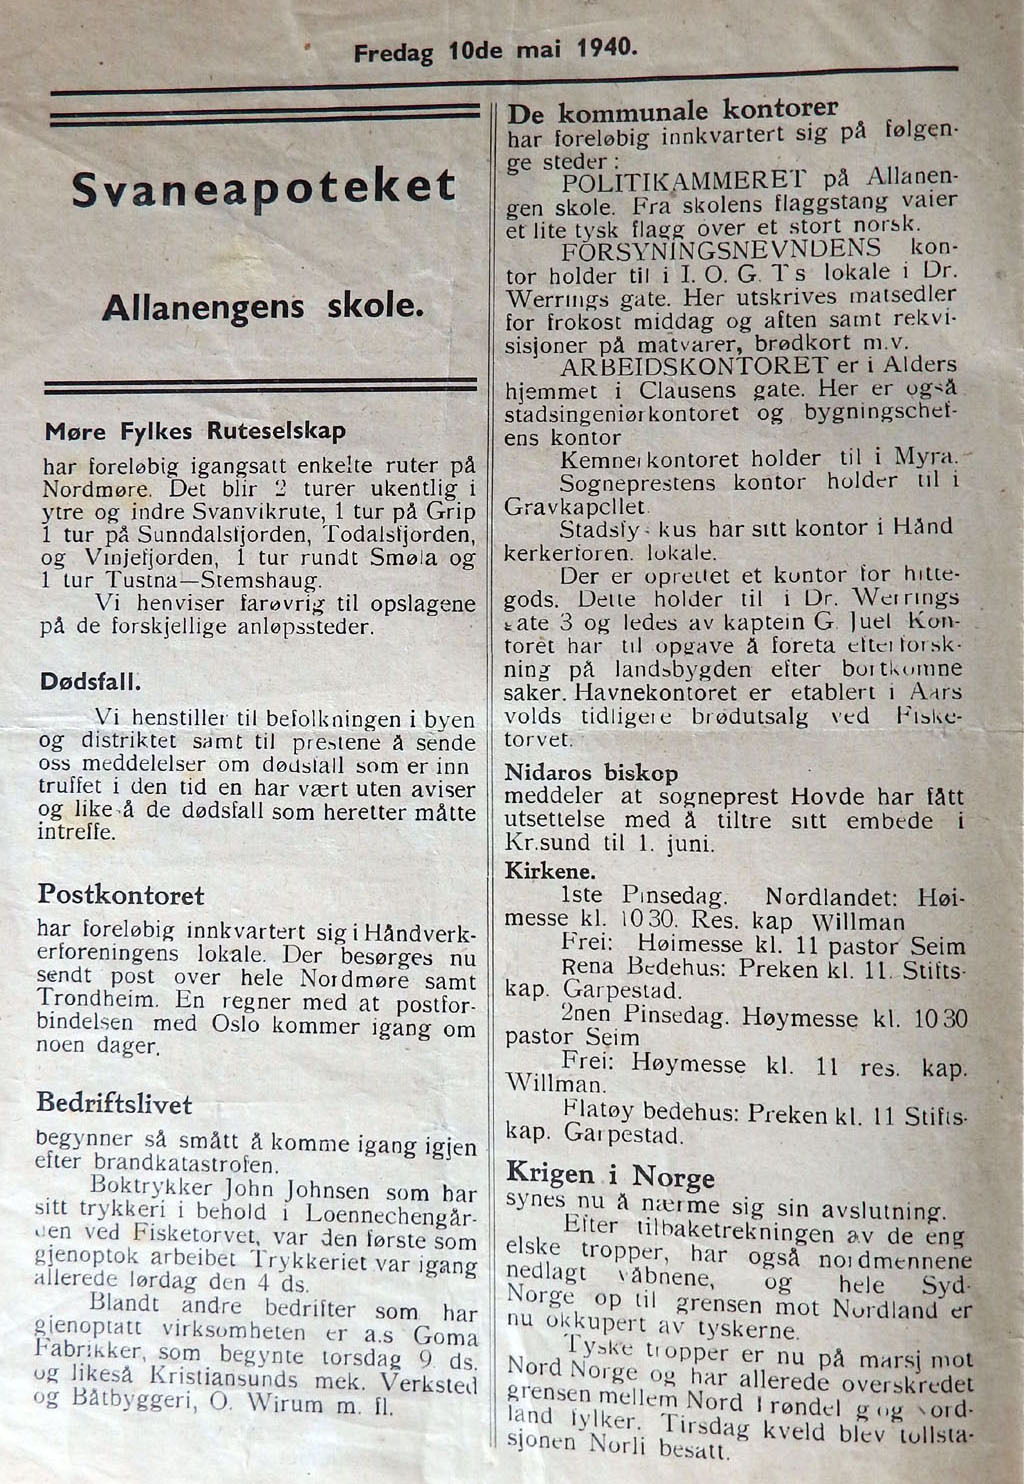 Fredag 10de mai 1940.
Svaneapoteket
Allanengens skole.
Møre Fylkes Ruteselskap
har foreløbig igangsatt enkelte ruter på
Nordmøre. Det blir 2 turer ukentlig i
ytre og indre Svanvikrute, 1 tur på Grip
1 tur på Sunndalsfjorden, Todalsfjorden,
og Vinjefjorden, 1 tur rundt Smøla og
1 tur Tustna—Stemshaug.
Vi henviser farøvrig til opslagene
på de forskjellige anløpssteder.
Dødsfall.
Vi henstiller til befolkningen i byen
og distriktet samt til prestene å sende
oss meddelelser om dødsfall som er inn
truffet i den tid en har vært uten aviser
og like å de dødsfall som heretter måtte
intreffe.
Postkontoret
har foreløbig innkvartert sig i Håndverk-
erforeningens lokale. Der besørges nu
sendt post over hele Nordmøre samt
Trondheim. En regner med at postfor-
bindelsen med Oslo kommer igang om
noen dager.
Bedriftslivet
begynner så smått å komme igang igjen
efter brandkatastrofen.
Boktrykker John Johnsen som har
sitt trykkeri i behold i Loennechengår-
den ved Fisketorvet, var den første som
gjenoptok arbeibet Trykkeriet var igang
allerede lørdag den 4 ds.
Blandt andre bedrifter som har
gjenoptatt virksomheten er a.s Goma
Fabrikker, som begynte torsdag 9 ds.
og likeså Kristiansunds mek. Verksted
og Båtbyggeri, O. Wirum m. fl.
De kommunale kontorer
har foreløbig innkvartert sig på følgen-
ge steder:
POLITIKAMMERET på Allanen-
gen skole. Fra skolens flaggstang vaier
et lite tysk flagg over et stort norsk.
FORSYNINGSNEVNDENS kon-
tor holder til i I. O. G. T s lokale i Dr.
Werrings gate. Her utskrives matsedler
for frokost middag og aften samt rekvi-
sisjoner på matvarer, brødkort m.v.
ARBEIDSKONTORET er i Alders
hjemmet i Clausens gate. Her er også
stadsingeniørkontoret og bygningschef-
ens kontor
Kemnerkontoret holder til i Myra.
Sogneprestens kontor holder til i
Gravkapellet
Stadsfy. kus har sitt kontor i Hånd
kerkerforen. lokale.
Der er oprettet et kontor for hitte-
gods. Dette holder til i Dr. Werrings
gate 3 og ledes av kaptein G. Juel Kon-
toret har til opgave å foreta efterforsk-
ning på landsbygden efter bortkomne
saker. Havnekontoret er etablert i Aars
volds tidligere brødutsalg ved Fiske-
torvet.
Nidaros biskop
meddeler at sogneprest Hovde har fått
utsettelse med å tiltre sitt embede i
Kr.sund til 1. juni.
Kirkene.
1ste Pinsedag. Nordlandet: Høi-
messe kl. 10 30. Res. kap Willman
Frei: Høimesse kl. 11 pastor Seim
Rena Bedehus: Preken kl. 11. Stifts-
kap. Garpestad.
2nen Pinsedag. Høymesse kl. 10 30
pastor Seim
Frei: Høymesse kl. 11 res. kap.
Willman.
Flatøy bedehus: Preken kl. 11 Stifts-
kap. Garpestad.
Krigen i Norge
synes nu å nærme sig sin avslutning.
Efter tilbaketrekningen av de eng
elske tropper, har også nordmennene
nedlagt våbnene, og hele Syd-
Norge op til grensen mot Nordland er
nu okkupert av tyskerne.
Tyske tropper er nu på marsj mot
Nord Norge og har allerede overskredet
grensen mellem Nord Trøndel g og Nord-
land fylker. Tirsdag kveld blev tollsta-
sjonen Norli besatt.